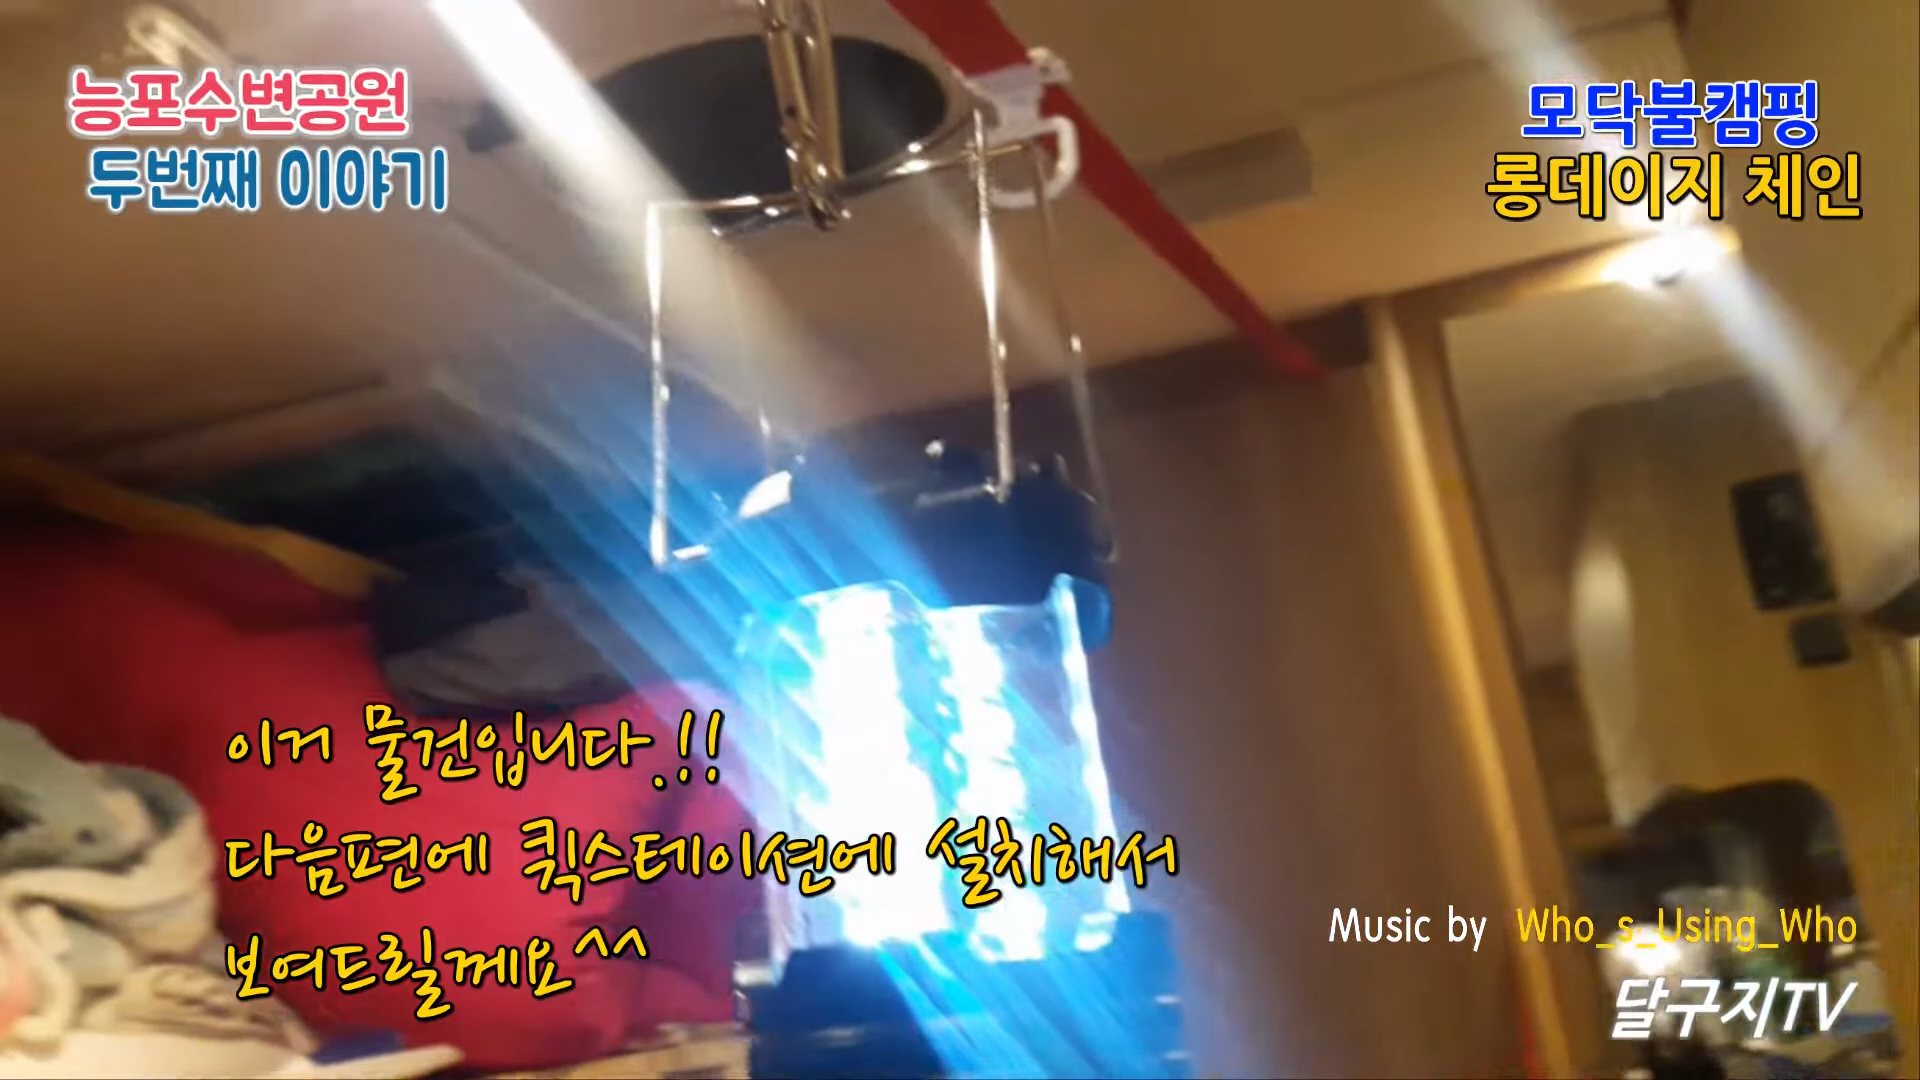 능포수변공원
두번째 이야기
모닥불캠핑
롱데이지 체인
이거 물건입니다.!!
다음편에 퀵스테이션에 설치해서
보여드릴께요^^
Music by Who_s_Using_Who
달구지TV